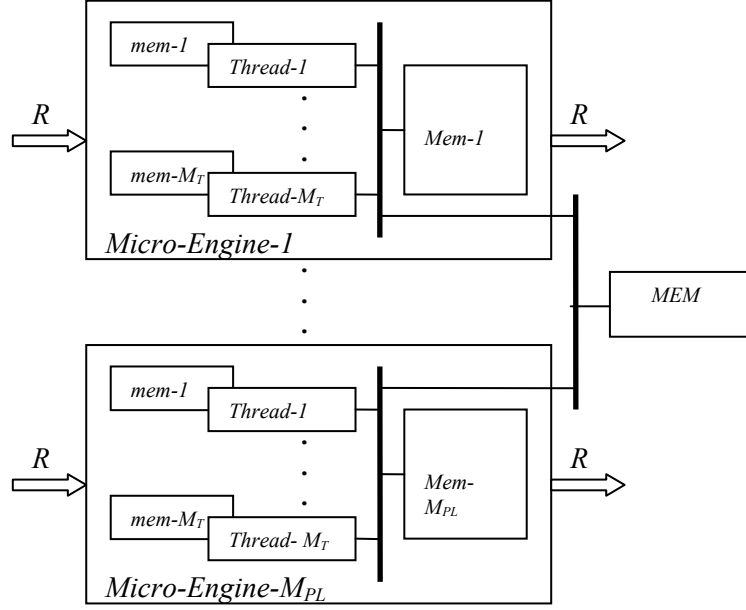 mem-1
Thread-1
R
Mem-1
R
mem-M_T
Thread-M_T
Micro-Engine-1
MEM
mem-1
Thread-1
R
Mem-
M_PL
R
mem-M_T
Thread- M_T
Micro-Engine-M_PL